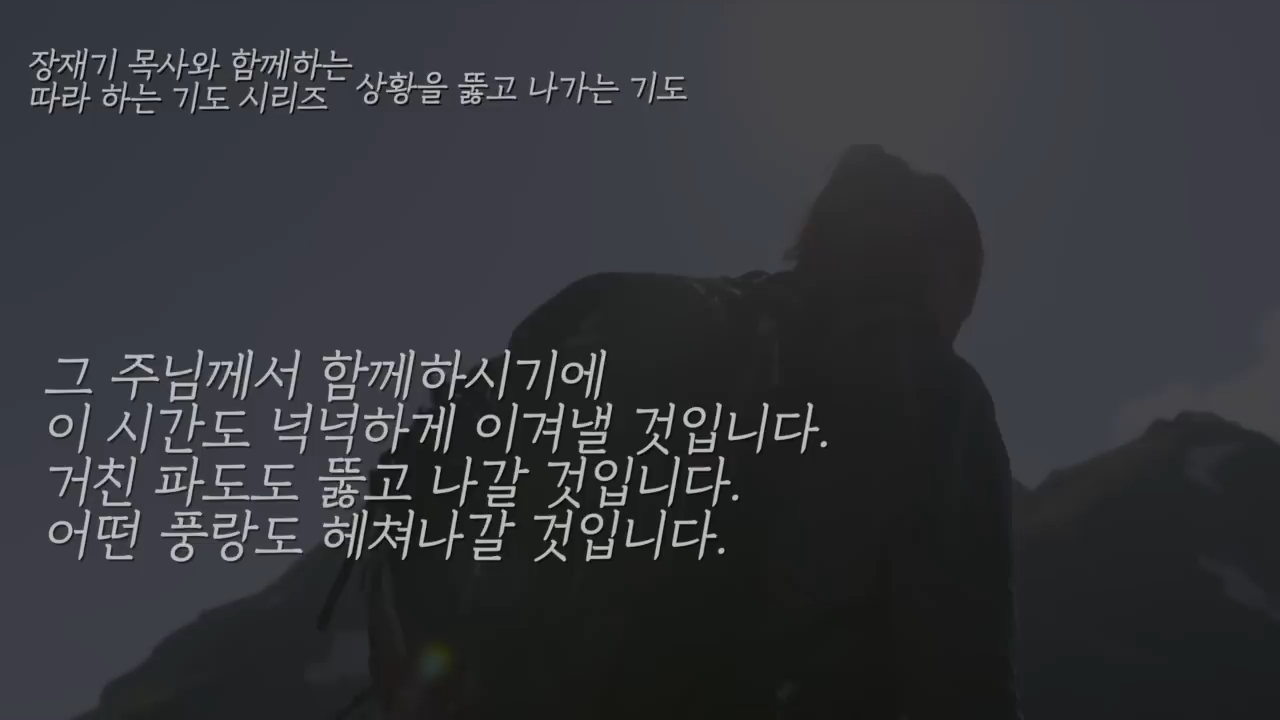 장재기 목사와 함께하는
따라 하는 기도 시리즈
상황을 뚫고 나가는 기도
그 주님께서 함께하시기에
이 시간도 넉넉하게 이겨낼 것입니다.
거친 파도도 뚫고 나갈 것입니다.
어떤 풍랑도 헤쳐나갈 것입니다.